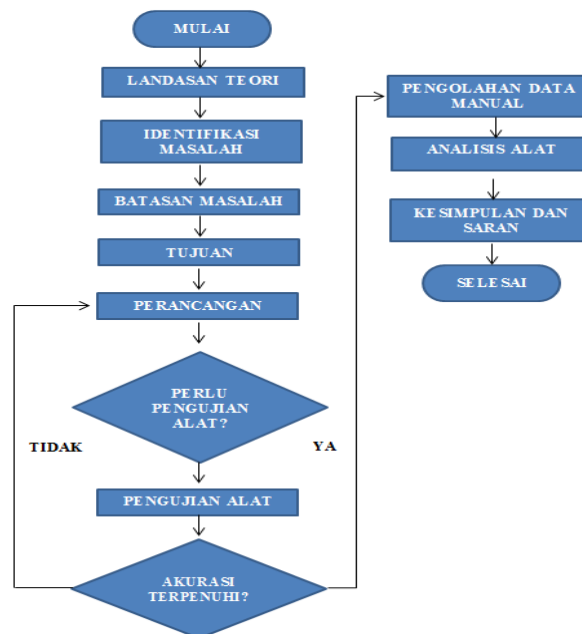 MULAI
LANDASAN TEORI
IDENTIFIKASI
MASALAH
BATASAN MASALAH
TUJUAN
PERANCANGAN
PERLU
PENGUJIAN
ALAT?
TIDAK
YA
PENGUJIAN ALAT
AKURASI
TERPENUHI?
PENGOLAHAN DATA
MANUAL
ANALISIS ALAT
KESIMPULAN DAN
SARAN
SELESAI